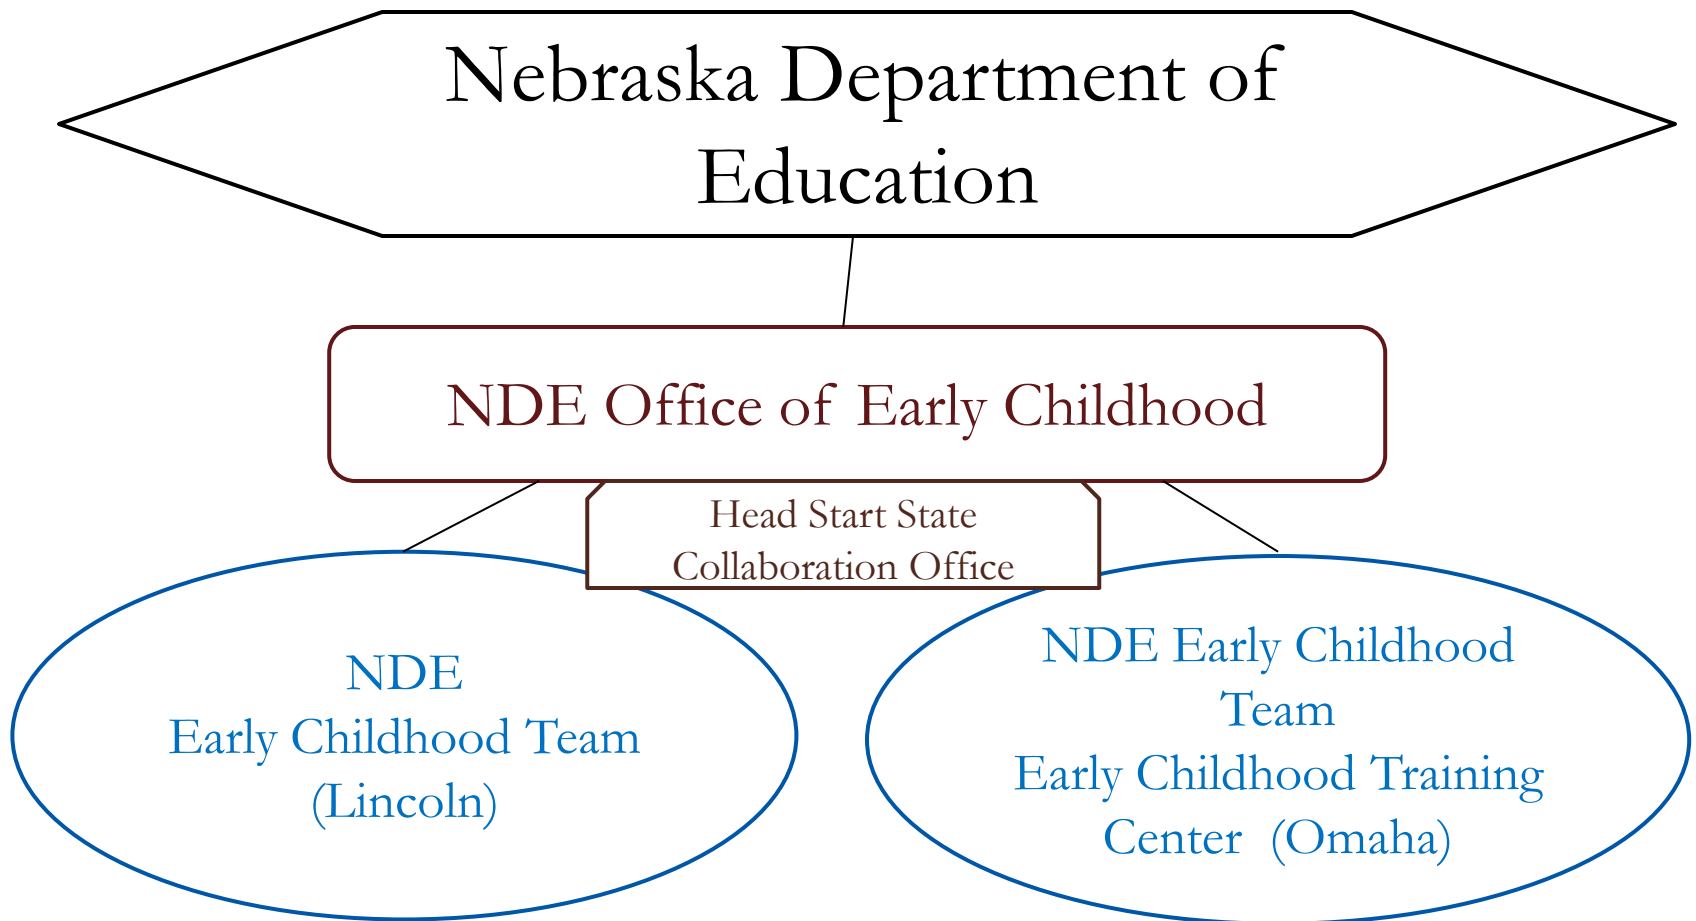 Nebraska Department of
Education
NDE Office of Early Childhood
Head Start State
Collaboration Office
NDE
Early Childhood Team
(Lincoln)
NDE Early Childhood
Team
Early Childhood Training
Center (Omaha)